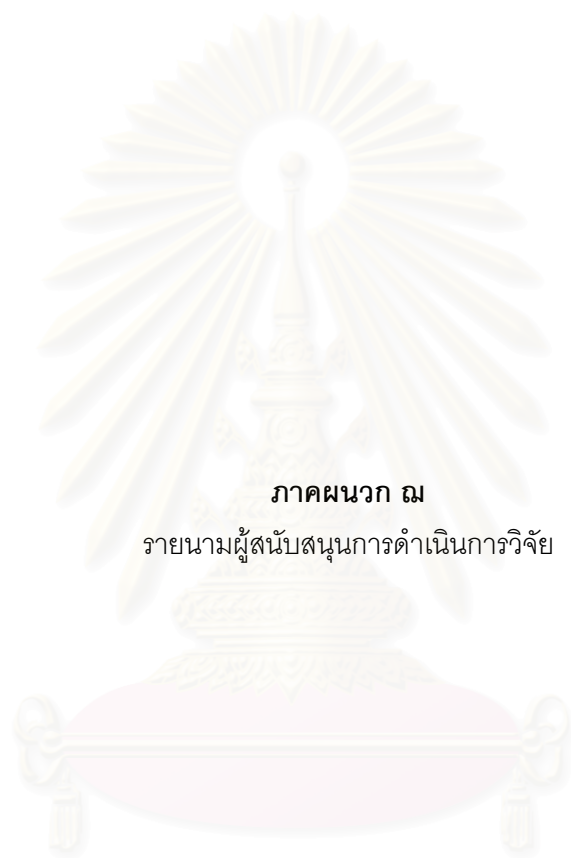 ภาคผนวก ฌ
รายนามผู้สนับสนุนการดำเนินการวิจัย